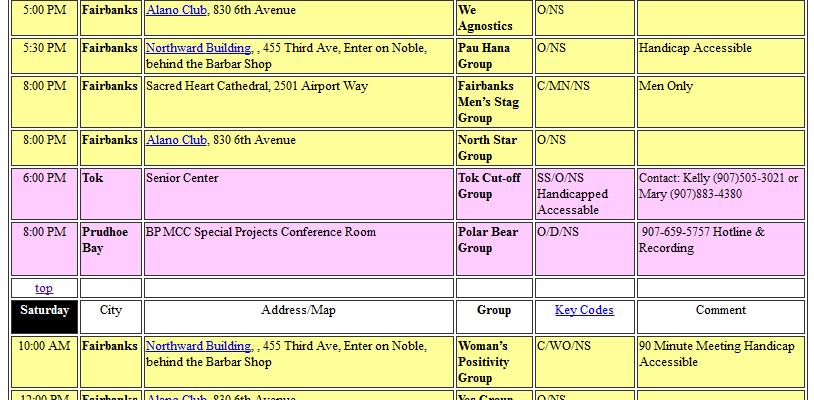 5:00 PM Fairbanks Alano Club, 830 6th Avenue We Agnostics O/NS
5:30 PM Fairbanks Northward Building, , 455 Third Ave, Enter on Noble, behind the Barbar Shop Pau Hana Group O/NS Handicap Accessible
8:00 PM Fairbanks Sacred Heart Cathedral, 2501 Airport Way Fairbanks Men's Stag Group C/MN/NS Men Only
8:00 PM Fairbanks Alano Club, 830 6th Avenue North Star Group O/NS
6:00 PM Tok Senior Center Tok Cut-off Group SS/O/NS Handicapped Accessable Contact: Kelly (907)505-3021 or Mary (907)883-4380
8:00 PM Prudhoe Bay BP MCC Special Projects Conference Room Polar Bear Group O/D/NS 907-659-5757 Hotline & Recording
top
Saturday City Address/Map Group Key Codes Comment
10:00 AM Fairbanks Northward Building, , 455 Third Ave, Enter on Noble, behind the Barbar Shop Woman's Positivity Group C/WO/NS 90 Minute Meeting Handicap Accessible
12:00 PM Fairbanks Alano Club, 830 6th Avenue Yes Group O/NS